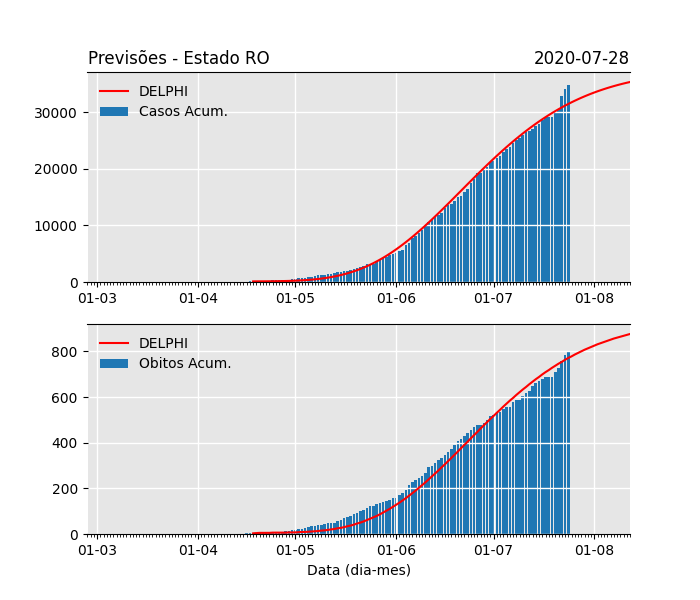 Previsões - Estado RO 2020-07-28
DELPHI
Casos Acum.
30000
20000
10000
0
01-03 01-04 01-05 01-06 01-07 01-08
DELPHI
Obitos Acum.
800
600
400
200
0
01-03 01-04 01-05 01-06 01-07 01-08
Data (dia-mes)